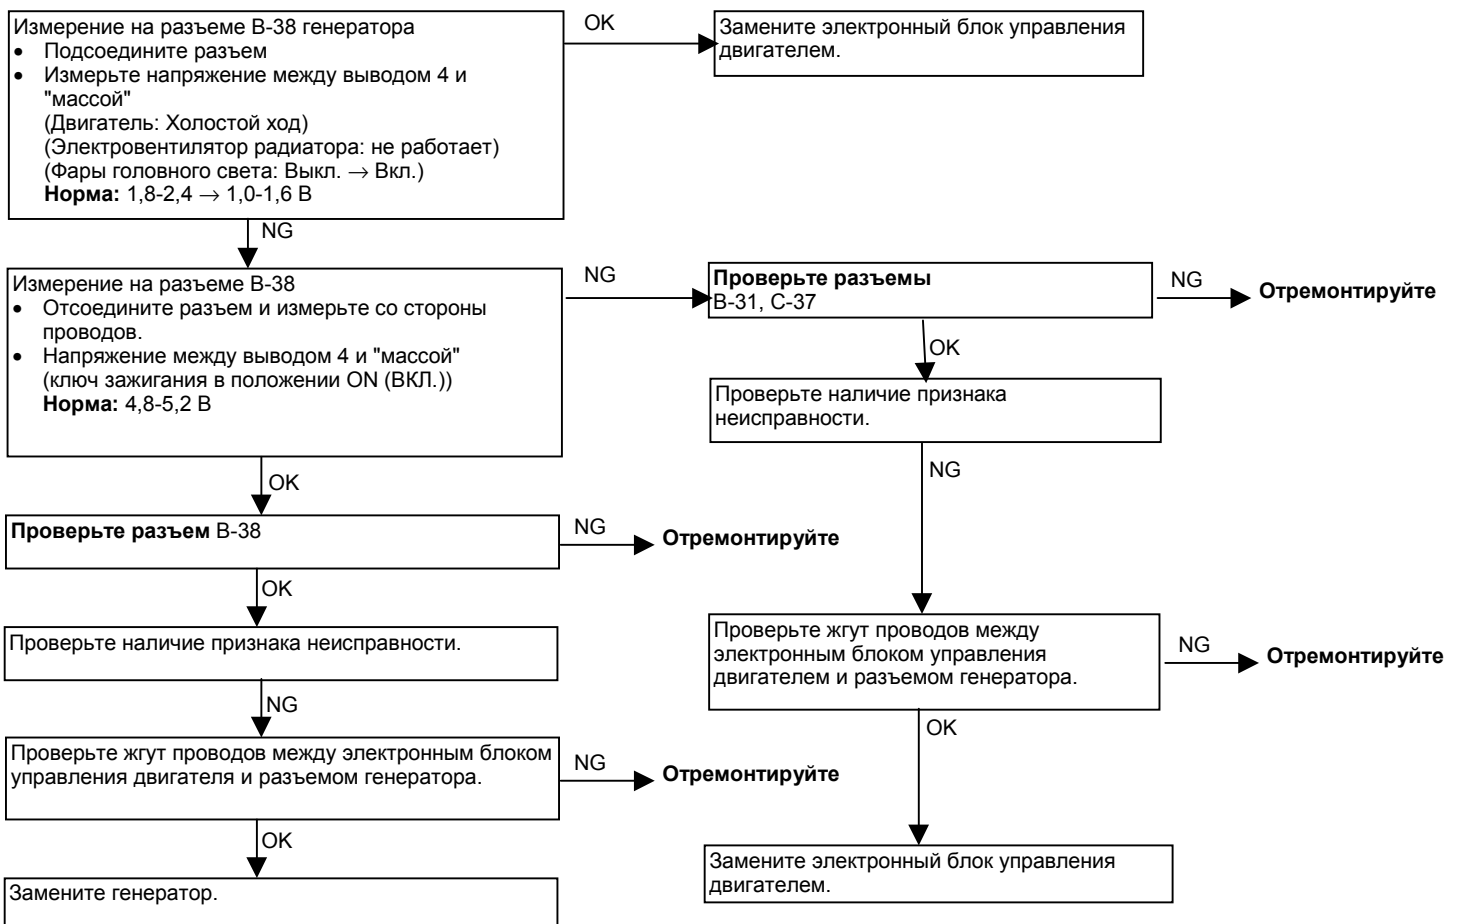 Измерение на разъеме В-38 генератора
• Подсоедините разъем
• Измерьте напряжение между выводом 4 и
"массой"
(Двигатель: Холостой ход)
(Электровентилятор радиатора: не работает)
(Фары головного света: Выкл. → Вкл.)
Норма: 1,8-2,4 → 1,0-1,6 В
OK
Замените электронный блок управления
двигателем.
NG
Измерение на разъеме В-38
• Отсоедините разъем и измерьте со стороны
проводов.
• Напряжение между выводом 4 и "массой"
(ключ зажигания в положении ON (ВКЛ.))
Норма: 4,8-5,2 В
NG
Проверьте разъемы
В-31, С-37
NG
Отремонтируйте
OK
Проверьте наличие признака
неисправности.
NG
OK
Проверьте разъем В-38
NG
Отремонтируйте
OK
Проверьте наличие признака неисправности.
Проверьте жгут проводов между
электронным блоком управления
двигателем и разъемом генератора.
NG
Отремонтируйте
NG
OK
Проверьте жгут проводов между электронным блоком
управления двигателя и разъемом генератора.
NG
Отремонтируйте
OK
Замените электронный блок управления
двигателем.
Замените генератор.